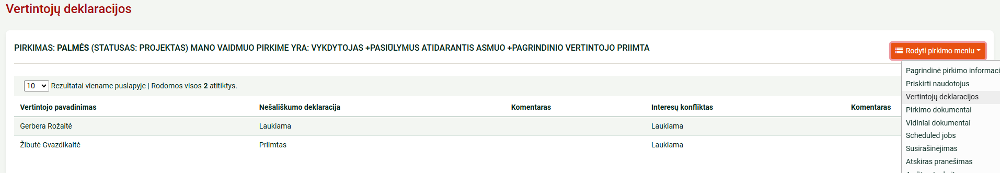 Vertintojų deklaracijos
PIRKIMAS: PALMĖS (STATUSAS: PROJEKTAS) MANO VAIDMUO PIRKIME YRA: VYKDYTOJAS +PASIŪLYMUS ATIDARANTIS ASMUO +PAGRINDINIO VERTINTOJO PRIIMTA
Rodyti pirkimo meniu
10 Rezultatai viename puslapyje | Rodomos visos 2 atitiktys.
Vertintojo pavadinimas Nešališkumo deklaracija Komentaras Interesų konfliktas Komentaras
Gerbera Rožaitė Laukiama Laukiama
Žibutė Gvazdikaitė Priimtas Laukiama
Pagrindinė pirkimo informaci
Priskirti naudotojus
Vertintojų deklaracijos
Pirkimo dokumentai
Vidiniai dokumentai
Scheduled jobs
Susirašinėjimas
Atskiras pranešimas